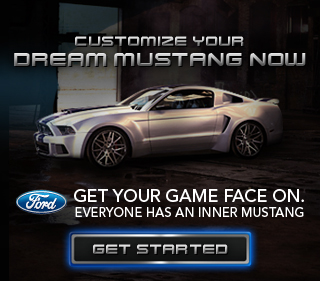 CUSTOMIZE YOUR
DREAM MUSTANG NOW
Ford
GET YOUR GAME FACE ON.
EVERYONE HAS AN INNER MUSTANG
GET STARTED